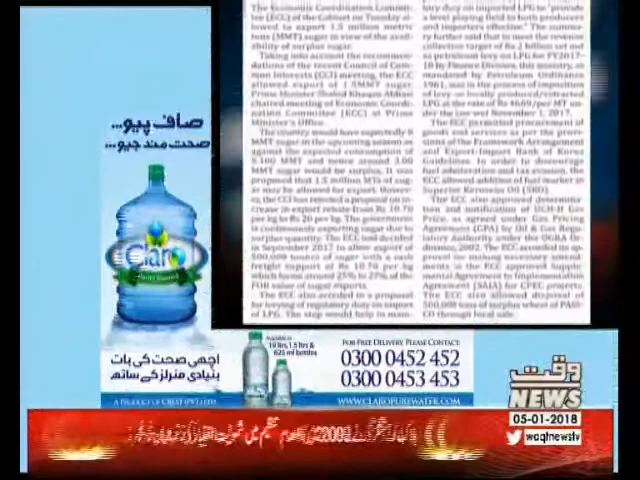 The Economic Coordination Commit-
tee (ECC) of the Cabinet on Tuesday al-
lowed to export 1.5 million metric
tons (MMT) sugar in view of the avail-
ability of surplus sugar.
Taking into account the recommen-
dations of the recent Council of Com-
mon Interests (CCI) meeting, the ECC
allowed export of 1.5MMT sugar.
Prime Minister Shahid Khaqan Abbasi
chaired meeting of Economic Coordi-
nation Committee (ECC) at Prime
Minister's Office.
The country would have expectedly 8
MMT sugar in the upcoming season as
against the expected consumption of
5.100 MMT and hence around 3.00
MMT sugar would be surplus. It was
proposed that 1.5 million MTs of sug-
ar may be allowed for export. Howev-
er, the CCI has rejected a proposal on in-
crease in export rebate from Rs 10.70
per kg to Rs 20 per kg. The government
is continuously exporting sugar due to
surplus quantity. The ECC had decided
in September 2017 to allow export of
500,000 tonnes of sugar with a cash
freight support of Rs 10.70 per kg
which forms around 25% to 27% of the
FOB value of sugar exports.
The ECC also acceded to a proposal
for levying of regulatory duty on import
of LPG. The step would help in main-
tory duty on imported LPG to "provide
a level playing field to both producers
and importers effective." The summa-
ry further said that to meet the revenue
collection target of Rs 2 billion set out
as petroleum levy on LPG for FY2017-
18 by Finance Division, this ministry, as
mandated by Petroleum Ordinance
1961, was in the process of imposition
of levy on locally produced/extracted
LPG at the rate of Rs 4669/per MT un-
der the law wef November 1, 2017.
The ECC permitted procurement of
goods and services as per the provi-
sions of the Framework Arrangement
and Export-Import Bank of Korea
Guidelines. In order to discourage
fuel adulteration and tax evasion, the
ECC allowed addition of fuel marker in
Superior Kerosene Oil (SKO).
The ECC also approved determina-
tion and notification of UCH-II Gas
Price, as agreed under Gas Pricing
Agreement (GPA) by Oil & Gas Regu-
latory Authority under the OGRA Or-
dinance, 2002. The ECC accorded its ap-
proval for making necessary amend-
ments in the ECC approved Supple-
mental Agreement to Implementation
Agreement (SAIA) for CPEC projects.
The ECC also allowed disposal of
500,000 tons of surplus wheat of PASS-
CO through local sale.
صاف پیو...
صحت مند جیو...
Claro
اچھی صحت کی بات
بنیادی منرلز کے ساتھ
A PRODUCT OF
Available in
19 ltrs, 1.5 ltrs &
625 ml bottles
FOR FREE DELIVERY PLEASE CONTACT:
0300 0452 452
0300 0453 453
WWW.CLAROPUREWATER.COM
وقت
NEWS
05-01-2018
waqtnewstv